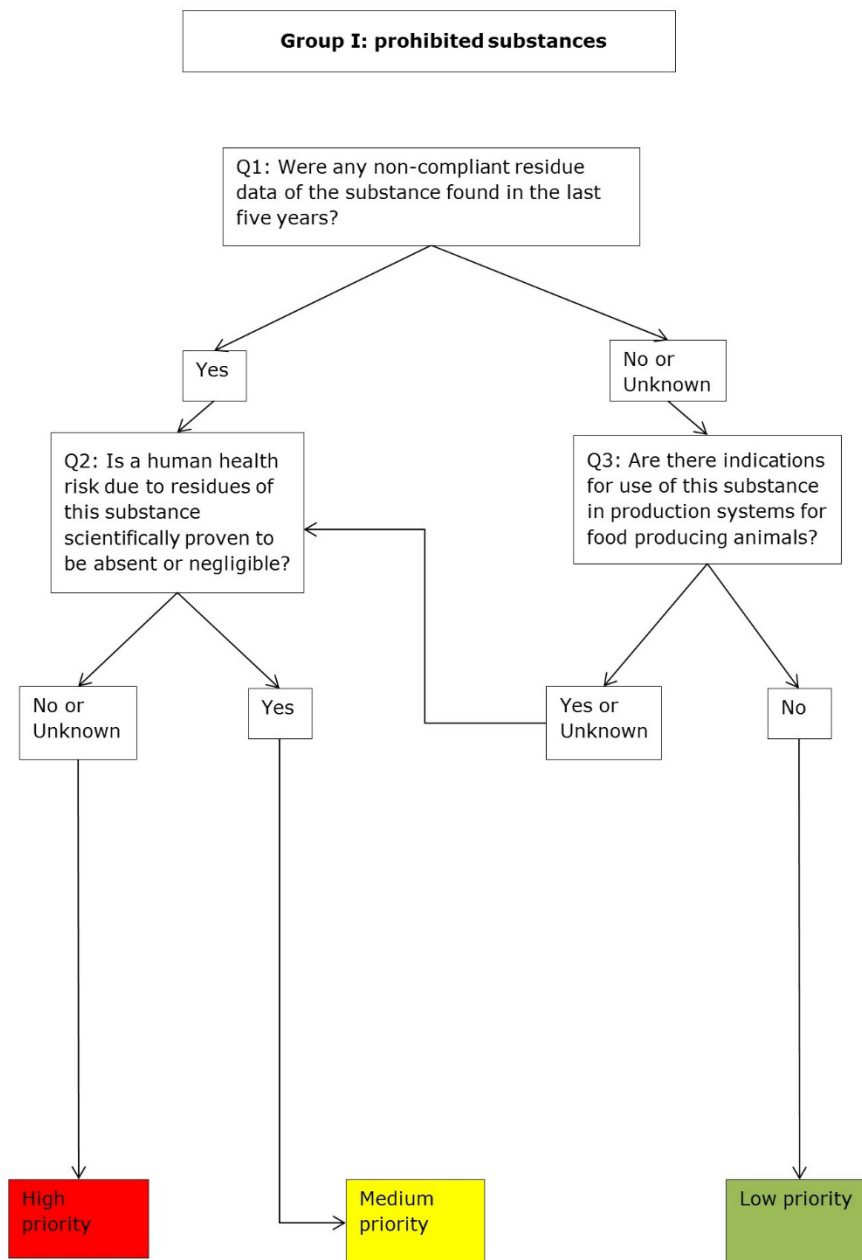 Group I: prohibited substances
Q1: Were any non-compliant residue
data of the substance found in the last
five years?
Yes
No or
Unknown
Q2: Is a human health
risk due to residues of
this substance
scientifically proven to
be absent or negligible?
Q3: Are there indications
for use of this substance
in production systems for
food producing animals?
No or
Unknown
Yes
Yes or
Unknown
No
High
priority
Medium
priority
Low priority